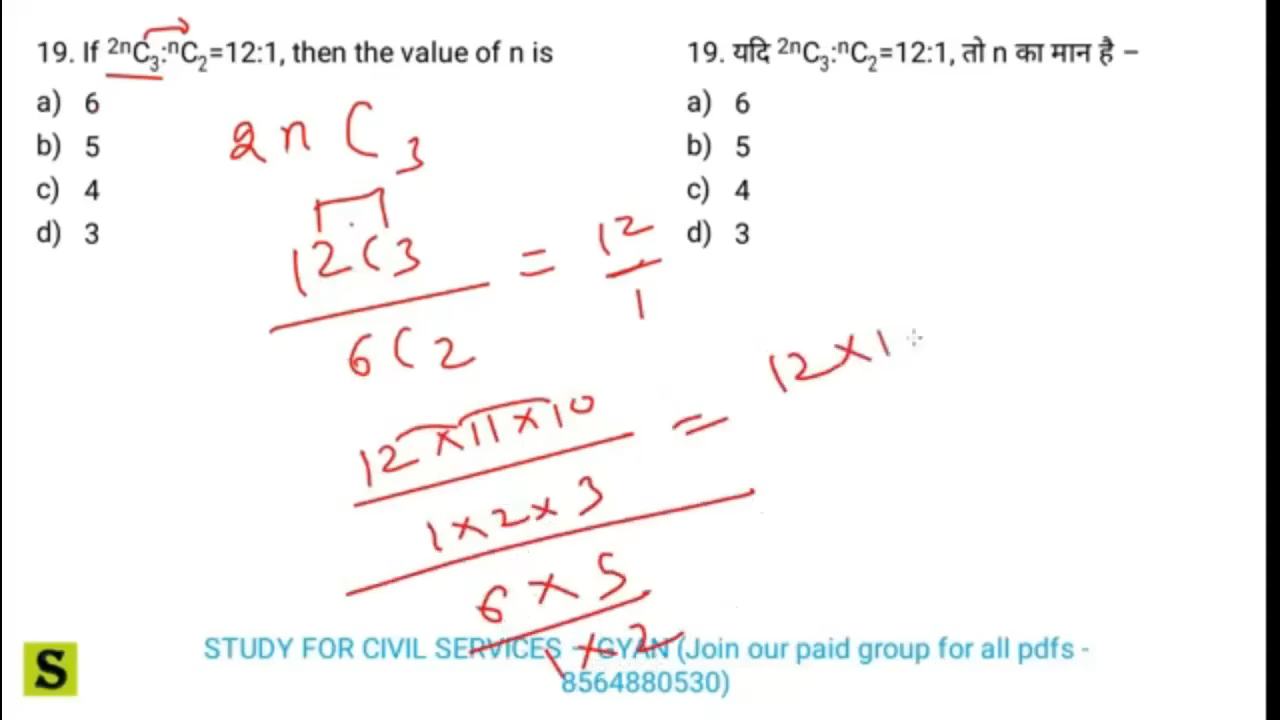 19. If ²ⁿC₃:ⁿC₂=12:1, then the value of n is
a) 6
b) 5
c) 4
d) 3
19. यदि ²ⁿC₃:ⁿC₂=12:1, तो n का मान है –
a) 6
b) 5
c) 4
d) 3
2n C₃
12C3
6C2
=
12
1
12×11×10
1×2×3
6×5
1×2
=
12×1
S
STUDY FOR CIVIL SERVICES – GYAN (Join our paid group for all pdfs -
8564880530)